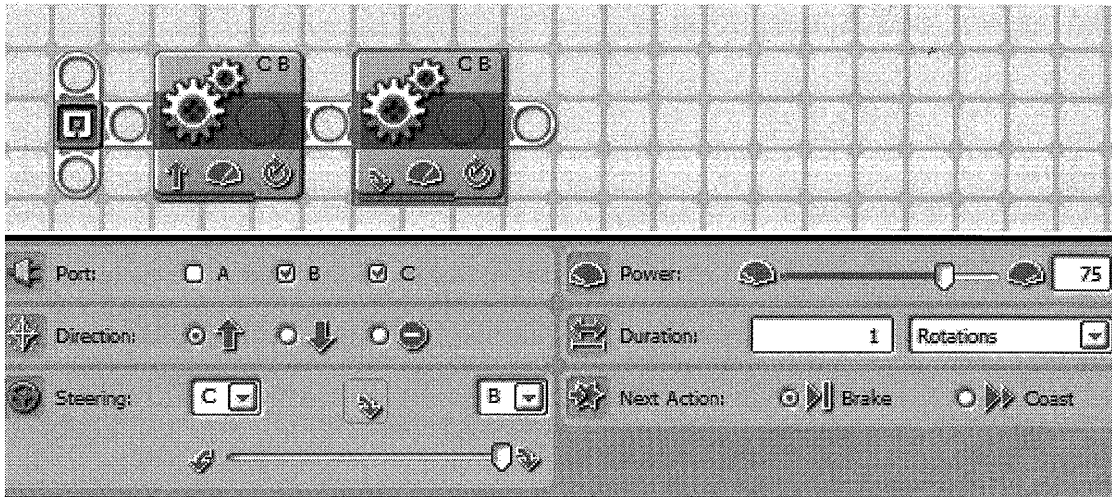 C B C B
Port: A B C Power: 75
Direction: Duration: 1 Rotations
Steering: C B Next Action: Brake Coast